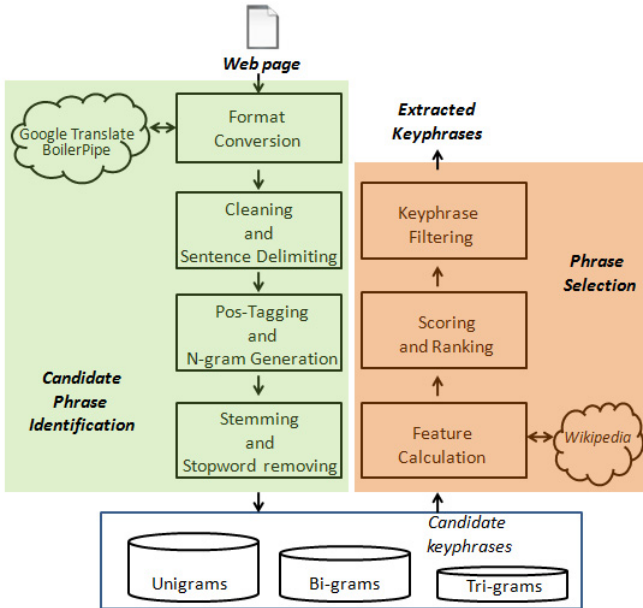 Web page
Format
Conversion
Google Translate
BoilerPipe
Cleaning
and
Sentence Delimiting
Pos-Tagging
and
N-gram Generation
Candidate
Phrase
Identification
Stemming
and
Stopword removing
Extracted
Keyphrases
Keyphrase
Filtering
Phrase
Selection
Scoring
and Ranking
Feature
Calculation
Wikipedia
Candidate
keyphrases
Unigrams
Bi-grams
Tri-grams